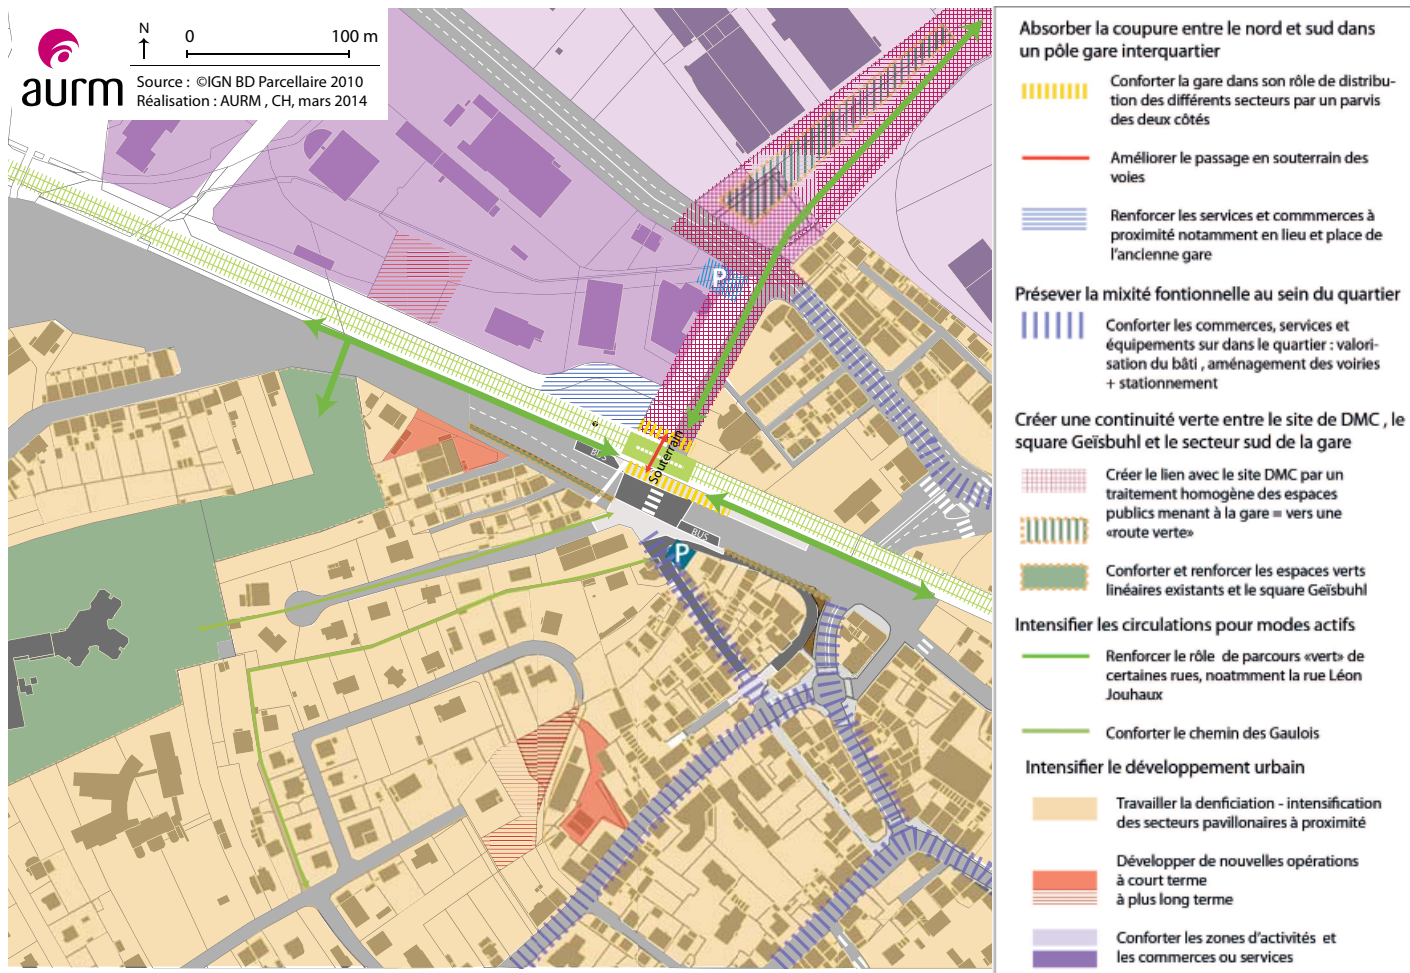 N
0 100 m
aurm
Source : ©IGN BD Parcellaire 2010
Réalisation : AURM , CH, mars 2014
P
BUS
Souterrain
BUS
P
Absorber la coupure entre le nord et sud dans
un pôle gare interquartier
Conforter la gare dans son rôle de distribu-
tion des différents secteurs par un parvis
des deux côtés
Améliorer le passage en souterrain des
voies
Renforcer les services et commmerces à
proximité notamment en lieu et place de
l'ancienne gare
Présever la mixité fontionnelle au sein du quartier
Conforter les commerces, services et
équipements sur dans le quartier : valori-
sation du bâti , aménagement des voiries
+ stationnement
Créer une continuité verte entre le site de DMC , le
square Geïsbuhl et le secteur sud de la gare
Créer le lien avec le site DMC par un
traitement homogène des espaces
publics menant à la gare = vers une
«route verte»
Conforter et renforcer les espaces verts
linéaires existants et le square Geïsbuhl
Intensifier les circulations pour modes actifs
Renforcer le rôle de parcours «vert» de
certaines rues, noatmment la rue Léon
Jouhaux
Conforter le chemin des Gaulois
Intensifier le développement urbain
Travailler la denficiation - intensification
des secteurs pavillonaires à proximité
Développer de nouvelles opérations
à court terme
à plus long terme
Conforter les zones d'activités et
les commerces ou services